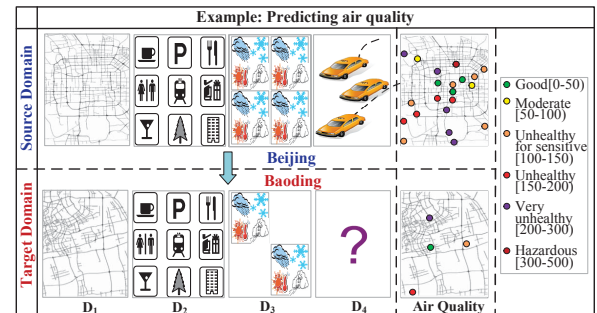 Example: Predicting air quality
Source Domain
P
Beijing
Good[0-50)
Moderate
[50-100)
Unhealthy
for sensitive
[100-150)
Unhealthy
[150-200)
Very
unhealthy
[200-300)
Hazardous
[300-500)
Target Domain
Baoding
P
?
D1
D2
D3
D4
Air Quality